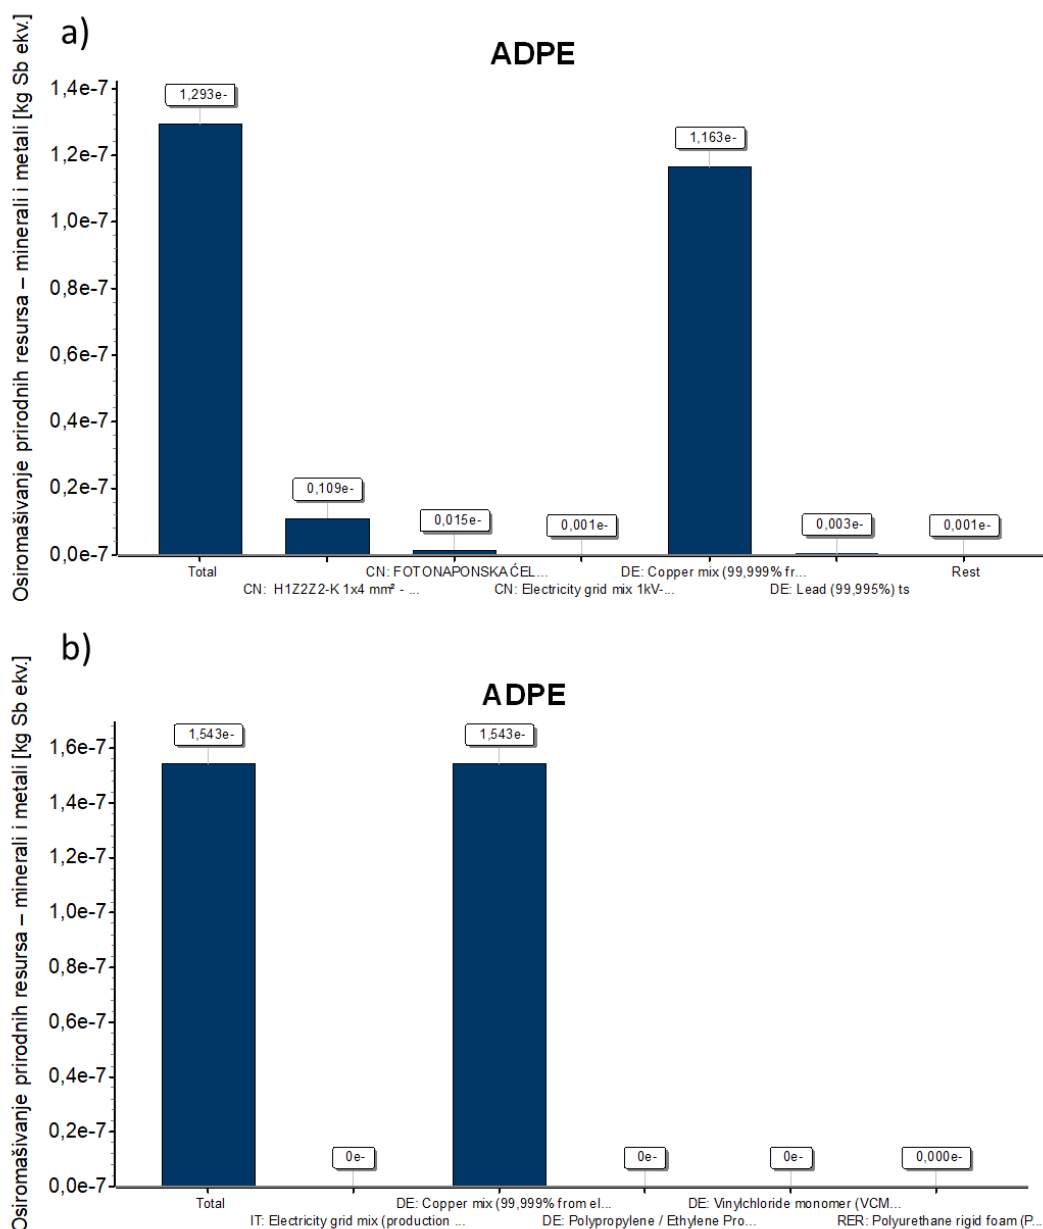 a)
ADPE
Osiromašivanje prirodnih resursa – minerali i metali [kg Sb ekv.]
1,4e-7
1,2e-7
1,0e-7
0,8e-7
0,6e-7
0,4e-7
0,2e-7
0,0e-7
1,293e-
0,109e-
0,015e-
0,001e-
1,163e-
0,003e-
0,001e-
Total
CN: H1Z2Z2-K 1x4 mm² - ...
CN: FOTONAPONSKA ĆEL...
CN: Electricity grid mix 1kV-...
DE: Copper mix (99,999% fr...
DE: Lead (99,995%) ts
Rest
b)
ADPE
Osiromašivanje prirodnih resursa – minerali i metali [kg Sb ekv.]
1,6e-7
1,4e-7
1,2e-7
1,0e-7
0,8e-7
0,6e-7
0,4e-7
0,2e-7
0,0e-7
1,543e-
0e-
1,543e-
0e-
0e-
0,000e-
Total
IT: Electricity grid mix (production ...
DE: Copper mix (99,999% from el...
DE: Polypropylene / Ethylene Pro...
DE: Vinylchloride monomer (VCM...
RER: Polyurethane rigid foam (P...